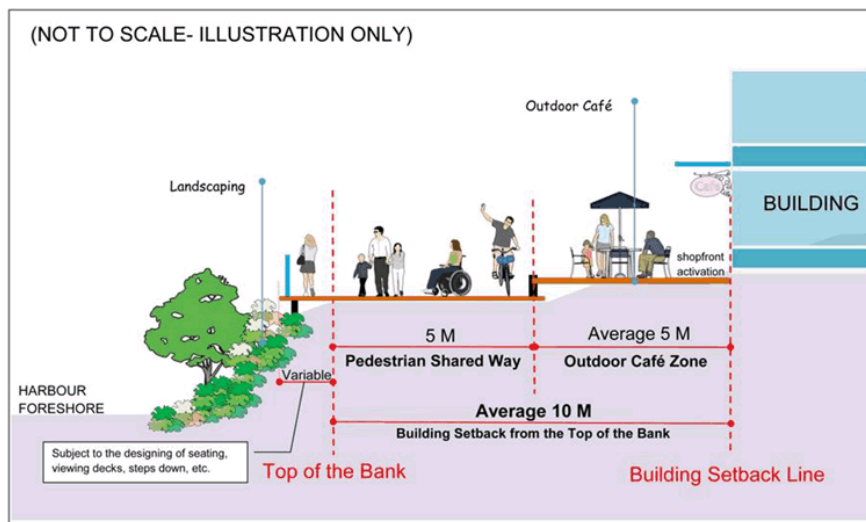 (NOT TO SCALE- ILLUSTRATION ONLY)
Outdoor Café
Landscaping
Café
BUILDING
shopfront
activation
5 M
Pedestrian Shared Way
Average 5 M
Outdoor Café Zone
Variable
HARBOUR
FORESHORE
Average 10 M
Building Setback from the Top of the Bank
Subject to the designing of seating,
viewing decks, steps down, etc.
Top of the Bank
Building Setback Line